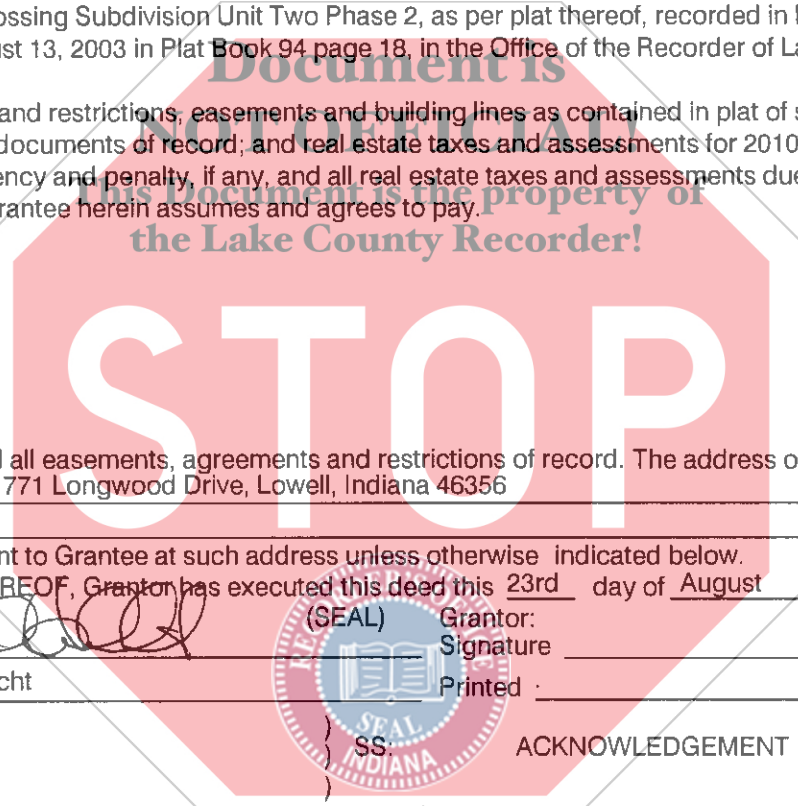 ossing Subdivision Unit Two Phase 2, as per plat thereof, recorded in
ust 13, 2003 in Plat Book 94 page 18, in the Office of the Recorder of La
Document is
and restrictions, easements and building lines as contained in plat of s
NOT OFFICIAL!
documents of record; and real estate taxes and assessments for 2010
ency and penalty, if any, and all real estate taxes and assessments due
This Document is the property of
rantee herein assumes and agrees to pay.
the Lake County Recorder!
STOP
all easements, agreements and restrictions of record. The address o
771 Longwood Drive, Lowell, Indiana 46356
nt to Grantee at such address unless otherwise indicated below.
REOF, Grantor has executed this deed this 23rd day of August
(SEAL) Grantor:
Signature
cht Printed
RECORDER'S OFFICE
SEAL
INDIANA
) SS: ACKNOWLEDGEMENT
)